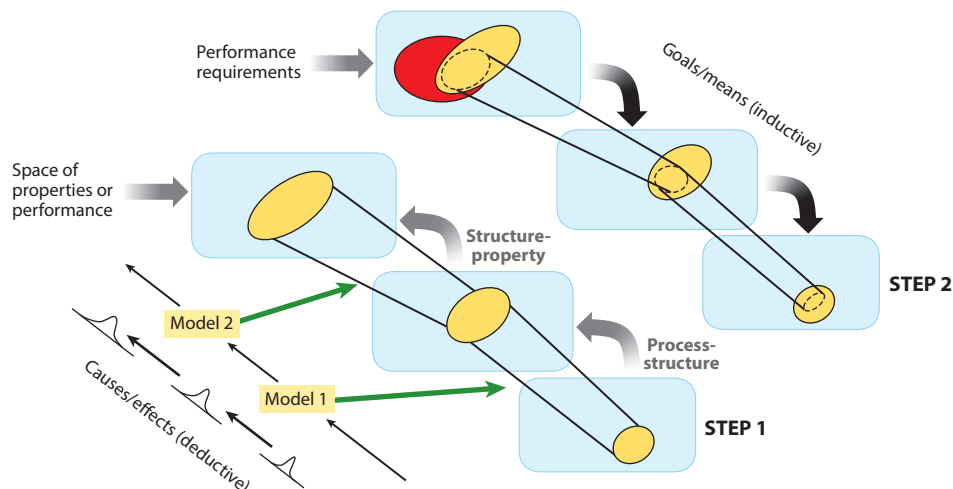 Performance
requirements
Goals/means (inductive)
Space of
properties or
performance
Structure-
property
STEP 2
Model 2
Process-
structure
Causes/effects (deductive)
Model 1
STEP 1